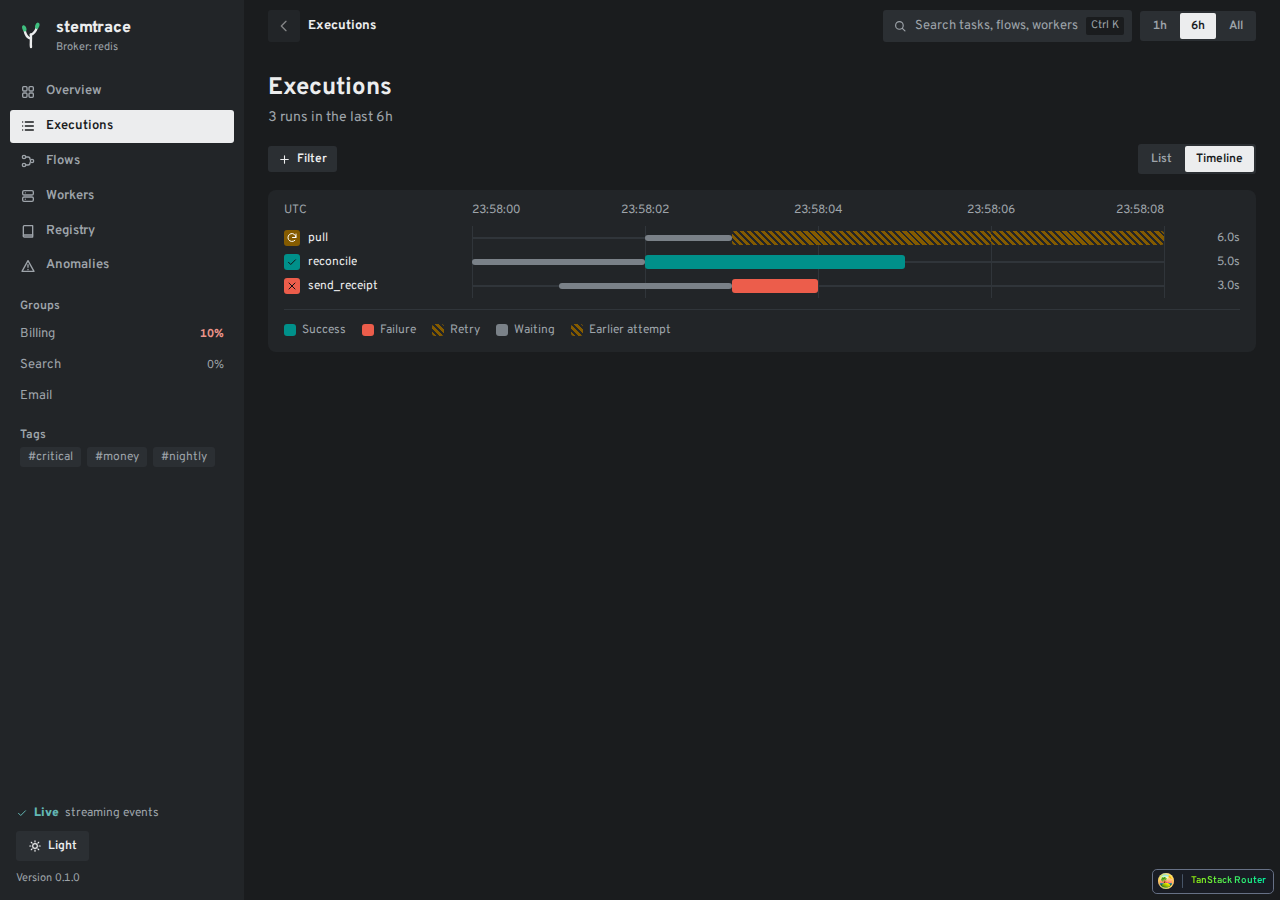 stemtrace
Broker: redis
Overview
Executions
Flows
Workers
Registry
Anomalies
Groups
Billing 10%
Search 0%
Email
Tags
#critical #money #nightly
Live streaming events
Light
Version 0.1.0
Executions
Search tasks, flows, workers Ctrl K
1h 6h All
Executions
3 runs in the last 6h
Filter
List Timeline
UTC 23:58:00 23:58:02 23:58:04 23:58:06 23:58:08
pull 6.0s
reconcile 5.0s
send_receipt 3.0s
Success Failure Retry Waiting Earlier attempt
TanStack Router